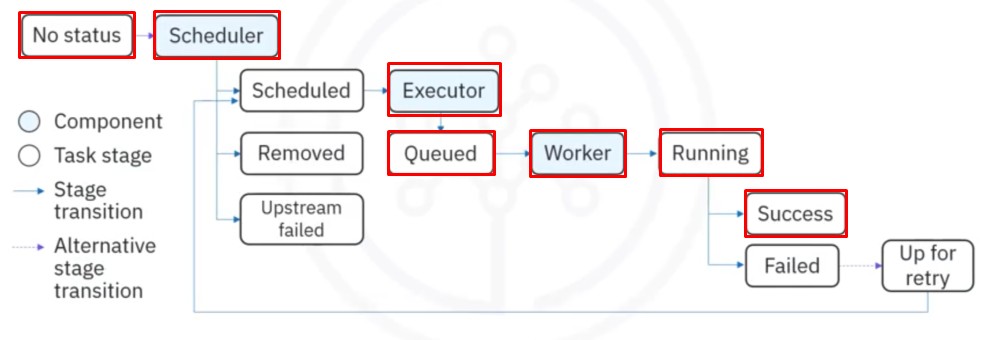 No status
Scheduler
Scheduled
Executor
Component
Task stage
Removed
Queued
Worker
Running
Stage
transition
Upstream
failed
Success
Alternative
stage
transition
Failed
Up for
retry